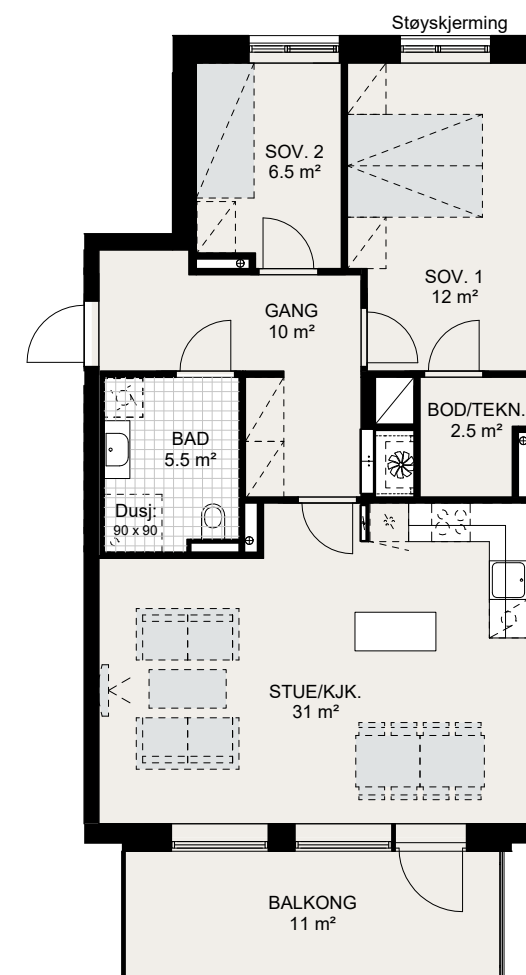 Støyskjerming
SOV. 2
6.5 m²
SOV. 1
12 m²
GANG
10 m²
BOD/TEKN.
2.5 m²
BAD
5.5 m²
Dusj:
90 x 90
STUE/KJK.
31 m²
BALKONG
11 m²